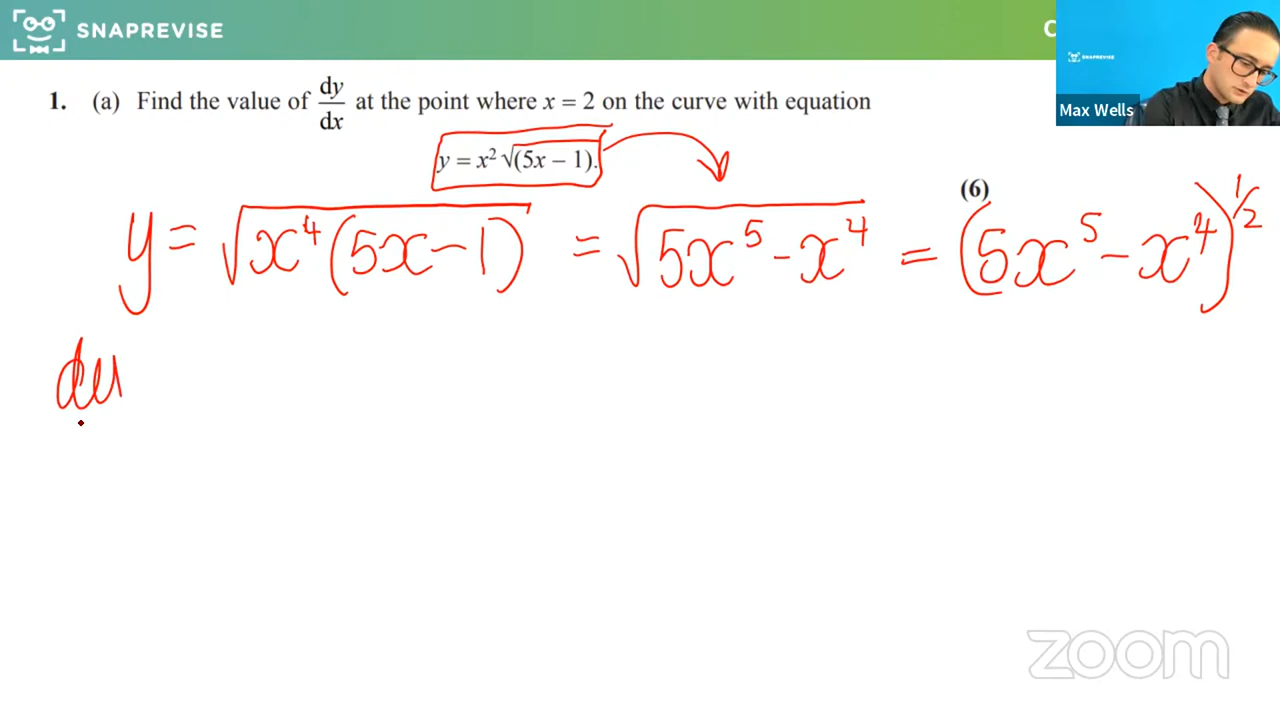 SNAPREVISE
C
SNAPREVISE
Max Wells
1. (a) Find the value of dy/dx at the point where x = 2 on the curve with equation
y = x² √(5x − 1).
(6)
y = √(x⁴(5x − 1)) = √(5x⁵ - x⁴) = (5x⁵ - x⁴)^1/2
zoom